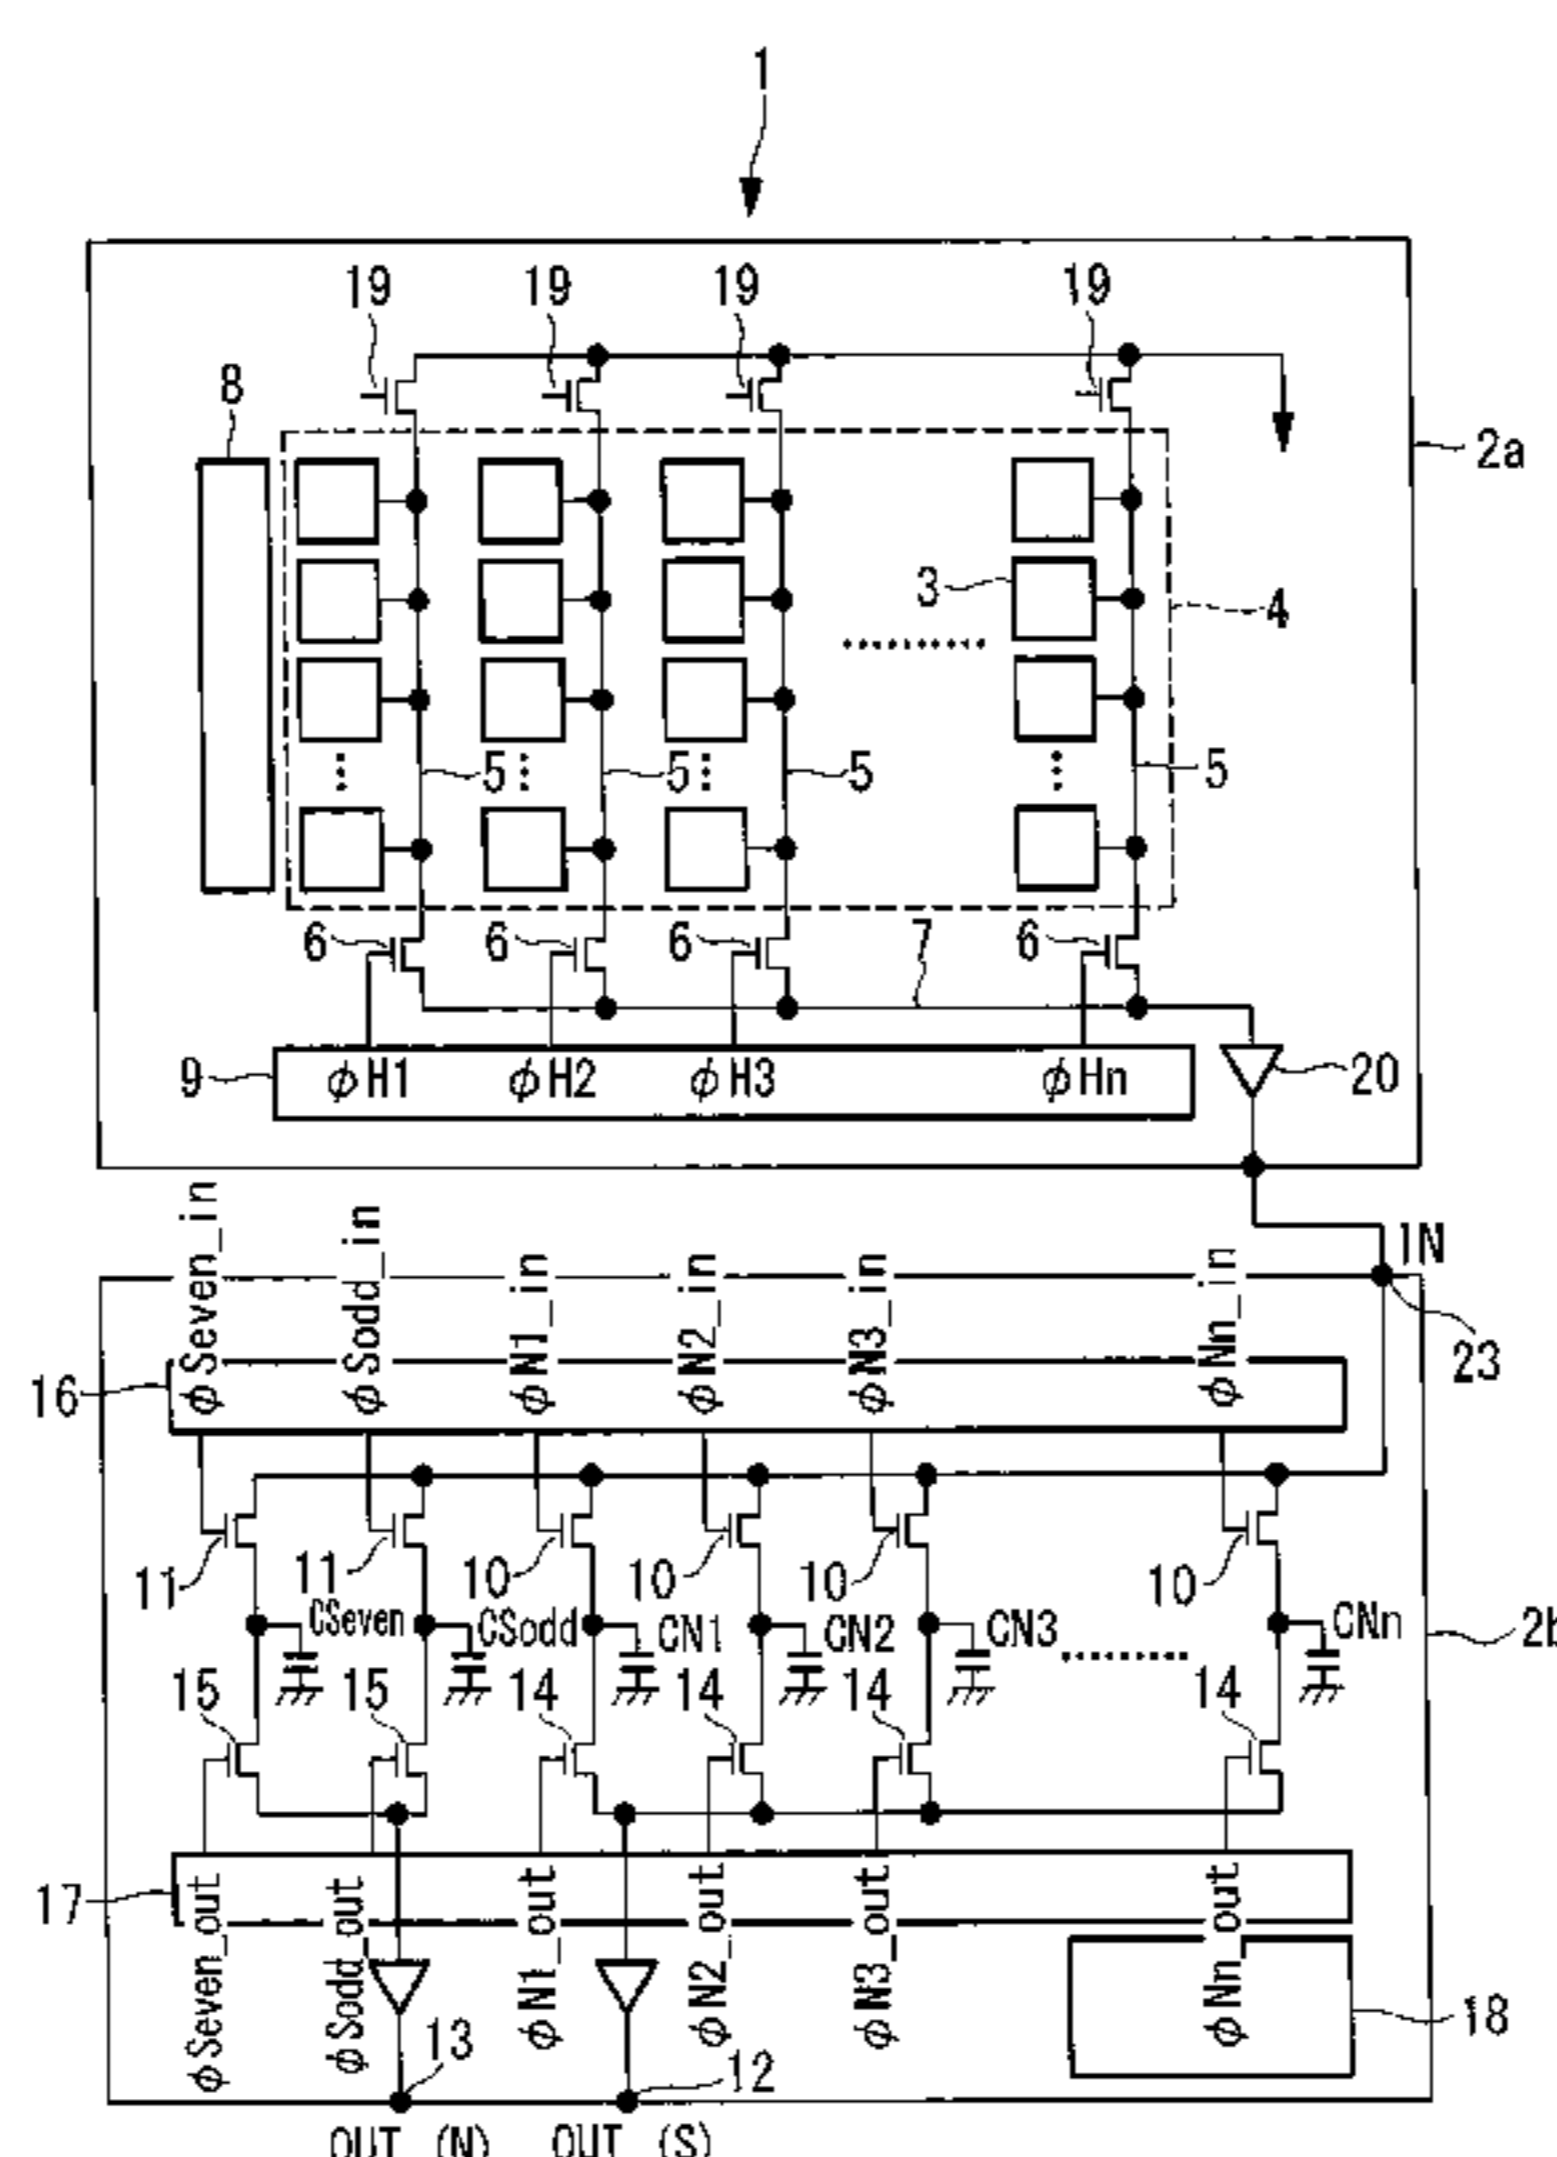 1
19 19 19 19
8
2a
3
4
5 5 5 5
6 6 6 7 6
9 φH1 φH2 φH3 φHn 20
φSeven_in φSodd_in φN1_in φN2_in φN3_in φNn_in
IN
23
16
11 11 10 10 10 10
CSeven CSodd CN1 CN2 CN3 CNn
2b
15 15 14 14 14 14
17
φSeven_out φSodd_out φN1_out φN2_out φN3_out φNn_out
18
13 12
OUT (N) OUT (S)